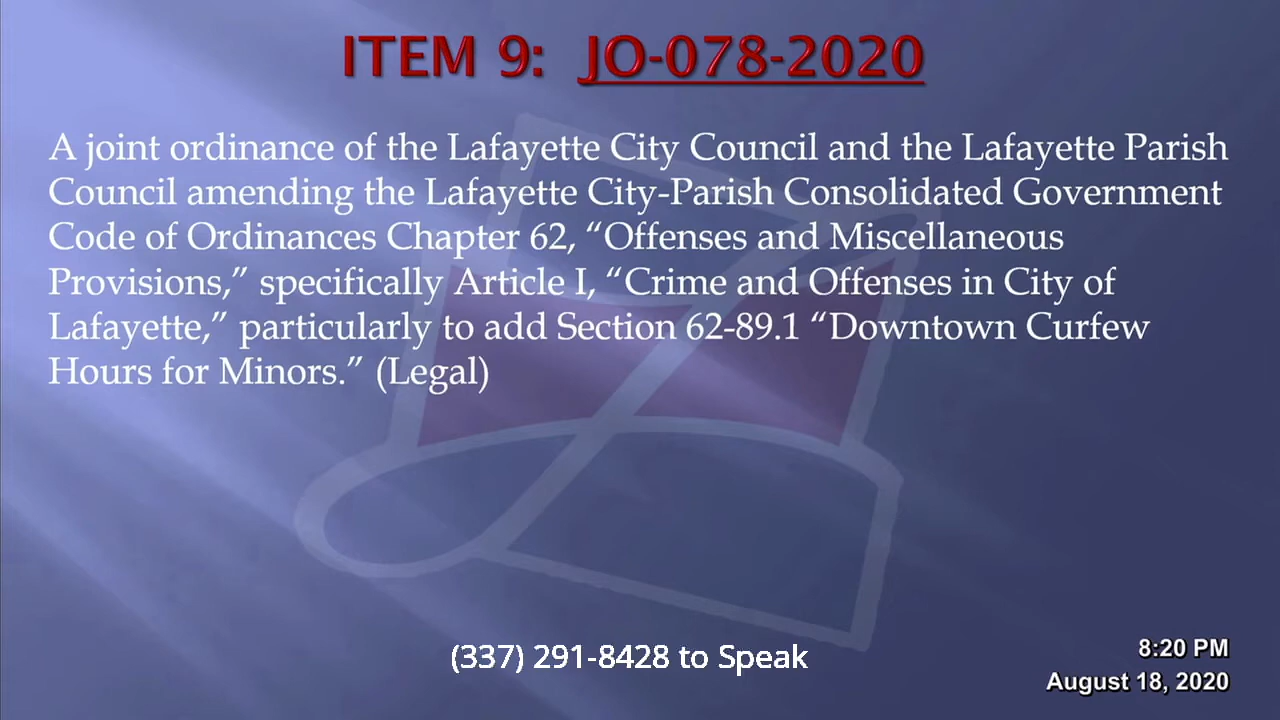 ITEM 9: JO-078-2020
A joint ordinance of the Lafayette City Council and the Lafayette Parish
Council amending the Lafayette City-Parish Consolidated Government
Code of Ordinances Chapter 62, “Offenses and Miscellaneous
Provisions,” specifically Article I, “Crime and Offenses in City of
Lafayette,” particularly to add Section 62-89.1 “Downtown Curfew
Hours for Minors.” (Legal)
(337) 291-8428 to Speak
8:20 PM
August 18, 2020